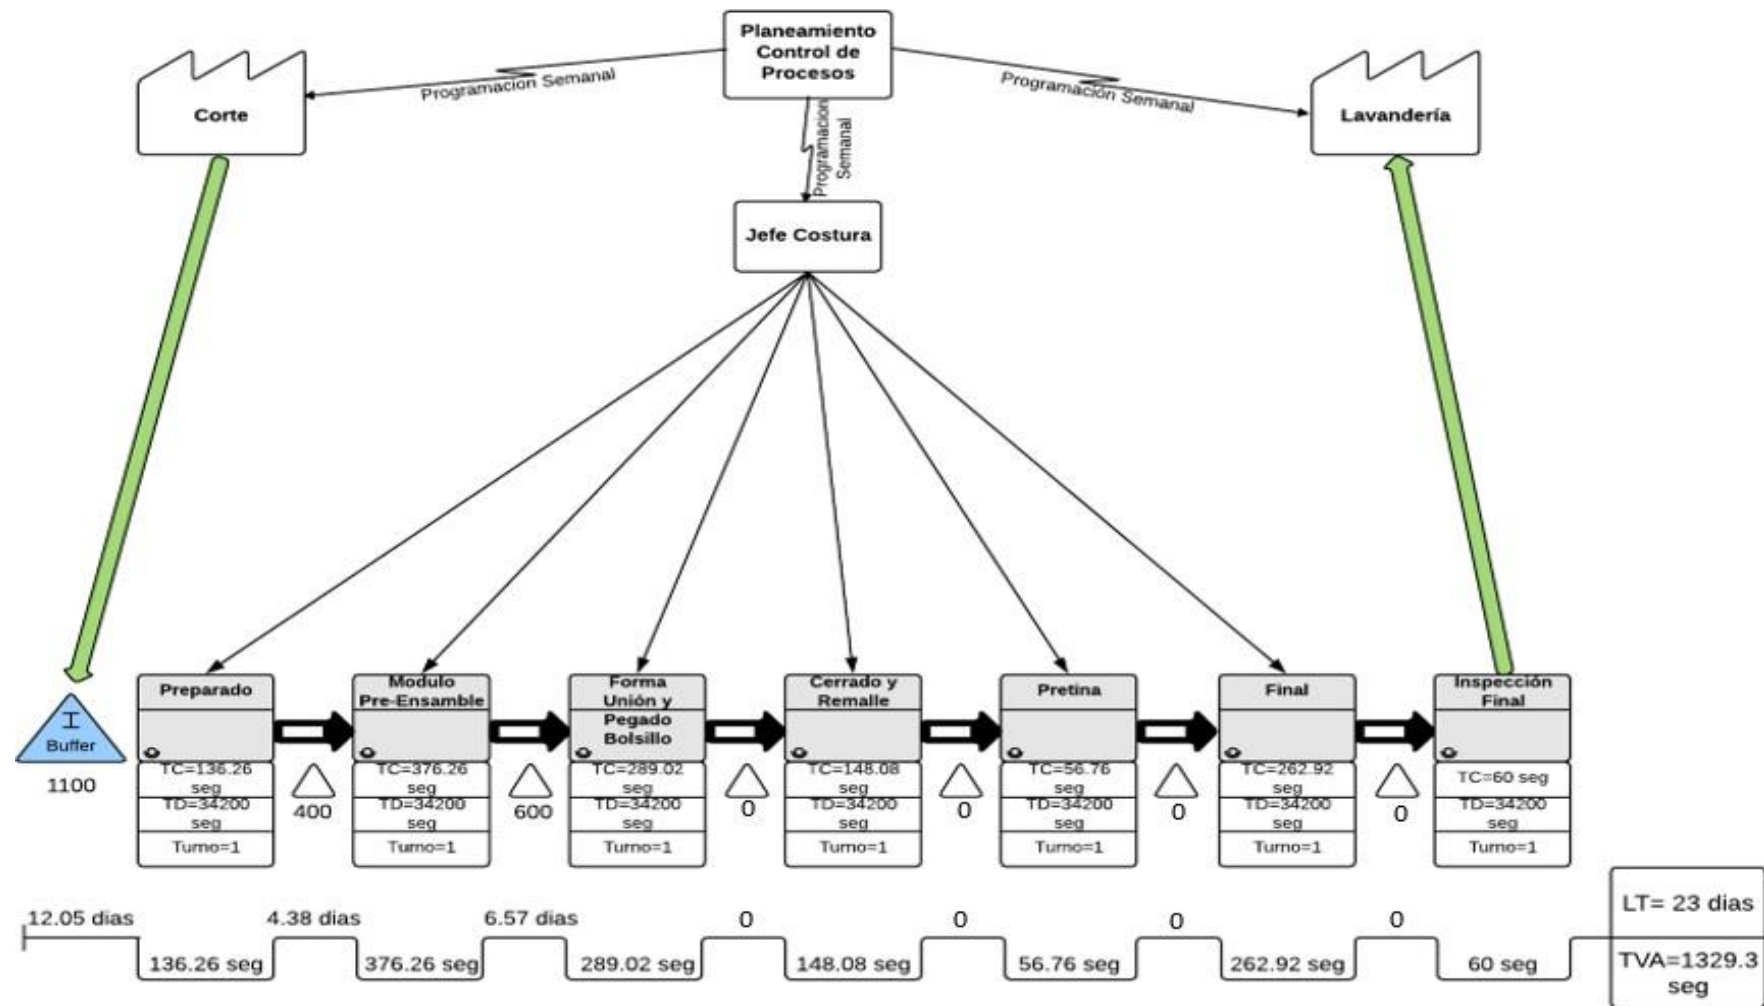 Planeamiento
Control de
Procesos
Programacion Semanal
Programación Semanal
Programacion
Semanal
Corte
Lavandería
Jefe Costura
Preparado
Modulo
Pre-Ensamble
Forma
Unión y
Pegado
Bolsillo
Cerrado y
Remalle
Pretina
Final
Inspección
Final
I
Buffer
1100
TC=136.26
seg
TD=34200
seg
Turno=1
400
TC=376.26
seg
TD=34200
seg
Turno=1
600
TC=289.02
seg
TD=34200
seg
Turno=1
0
TC=148.08
seg
TD=34200
seg
Turno=1
0
TC=56.76
seg
TD=34200
seg
Turno=1
0
TC=262.92
seg
TD=34200
seg
Turno=1
0
TC=60 seg
TD=34200
seg
Turno=1
12.05 dias
4.38 dias
6.57 dias
0
0
0
0
LT= 23 dias
136.26 seg
376.26 seg
289.02 seg
148.08 seg
56.76 seg
262.92 seg
60 seg
TVA=1329.3
seg